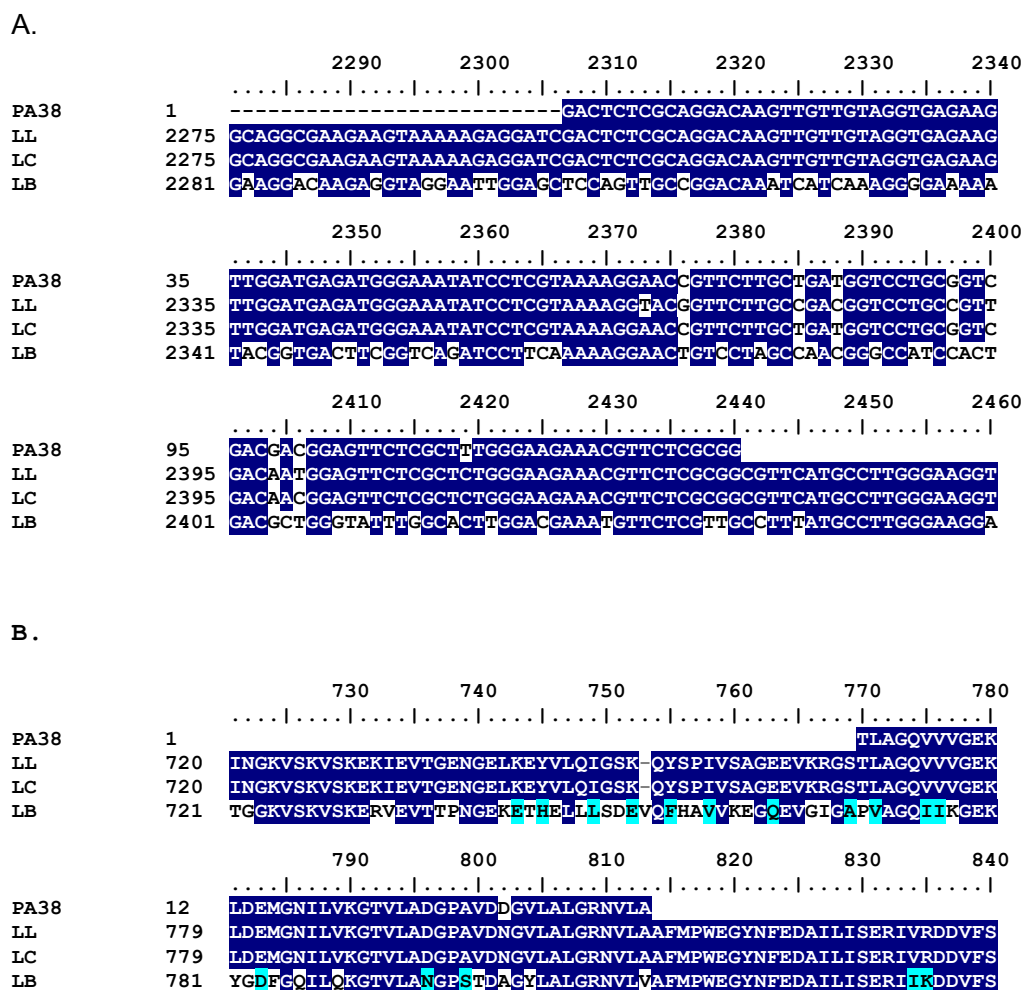 A.
2290 2300 2310 2320 2330 2340
....|....|....|....|....|....|....|....|....|....|....|....|
PA38 1 --------------------------GACTCTCGCAGGACAAGTTGTTGTAGGTGAGAAG
LL 2275 GCAGGCGAAGAAGTAAAAAGAGGATCGACTCTCGCAGGACAAGTTGTTGTAGGTGAGAAG
LC 2275 GCAGGCGAAGAAGTAAAAAGAGGATCGACTCTCGCAGGACAAGTTGTTGTAGGTGAGAAG
LB 2281 GAAGGACAAGAGGTAGGAATTGGAGCTCCAGTTGCCGGACAAATCATCAAAGGGGAAAAA
2350 2360 2370 2380 2390 2400
....|....|....|....|....|....|....|....|....|....|....|....|
PA38 35 TTGGATGAGATGGGAAATATCCTCGTAAAAGGAACCGTTCTTGCTGATGGTCCTGCGGTC
LL 2335 TTGGATGAGATGGGAAATATCCTCGTAAAAGGTACGGTTCTTGCCGACGGTCCTGCCGTT
LC 2335 TTGGATGAGATGGGAAATATCCTCGTAAAAGGAACCGTTCTTGCTGATGGTCCTGCGGTC
LB 2341 TACGGTGACTTCGGTCAGATCCTTCAAAAAGGAACTGTCCTAGCCAACGGGCCATCCACT
2410 2420 2430 2440 2450 2460
....|....|....|....|....|....|....|....|....|....|....|....|
PA38 95 GACGACGGAGTTCTCGCTTTGGGAAGAAACGTTCTCGCGG
LL 2395 GACAATGGAGTTCTCGCTCTGGGAAGAAACGTTCTCGCGGCGTTCATGCCTTGGGAAGGT
LC 2395 GACAACGGAGTTCTCGCTCTGGGAAGAAACGTTCTCGCGGCGTTCATGCCTTGGGAAGGT
LB 2401 GACGCTGGGTATTTGGCACTTGGACGAAATGTTCTCGTTGCCTTTATGCCTTGGGAAGGA
B.
730 740 750 760 770 780
....|....|....|....|....|....|....|....|....|....|....|....|
PA38 1 TLAGQVVVGEK
LL 720 INGKVSKVSKEKIEVTGENGELKEYVLQIGSK-QYSPIVSAGEEVKRGSTLAGQVVVGEK
LC 720 INGKVSKVSKEKIEVTGENGELKEYVLQIGSK-QYSPIVSAGEEVKRGSTLAGQVVVGEK
LB 721 TGGKVSKVSKERVEVTTPNGEKETHELLLSDEVQFHAVVKEGQEVGIGAPVAGQIIKGEK
790 800 810 820 830 840
....|....|....|....|....|....|....|....|....|....|....|....|
PA38 12 LDEMGNILVKGTVLADGPAVDDGVLALGRNVLA
LL 779 LDEMGNILVKGTVLADGPAVDNGVLALGRNVLAAFMPWEGYNFEDAILISERIVRDDVFS
LC 779 LDEMGNILVKGTVLADGPAVDNGVLALGRNVLAAFMPWEGYNFEDAILISERIVRDDVFS
LB 781 YGDFGQILQKGTVLANGPSTDAGYLALGRNVLVAFMPWEGYNFEDAILISERIIKDDVFS